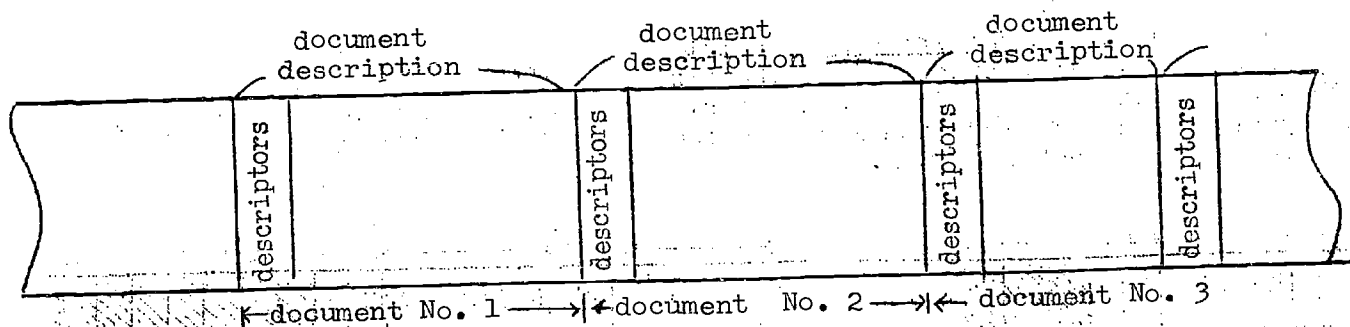 document
description
document
description
document
description
descriptors
descriptors
descriptors
descriptors
document No. 1
document No. 2
document No. 3